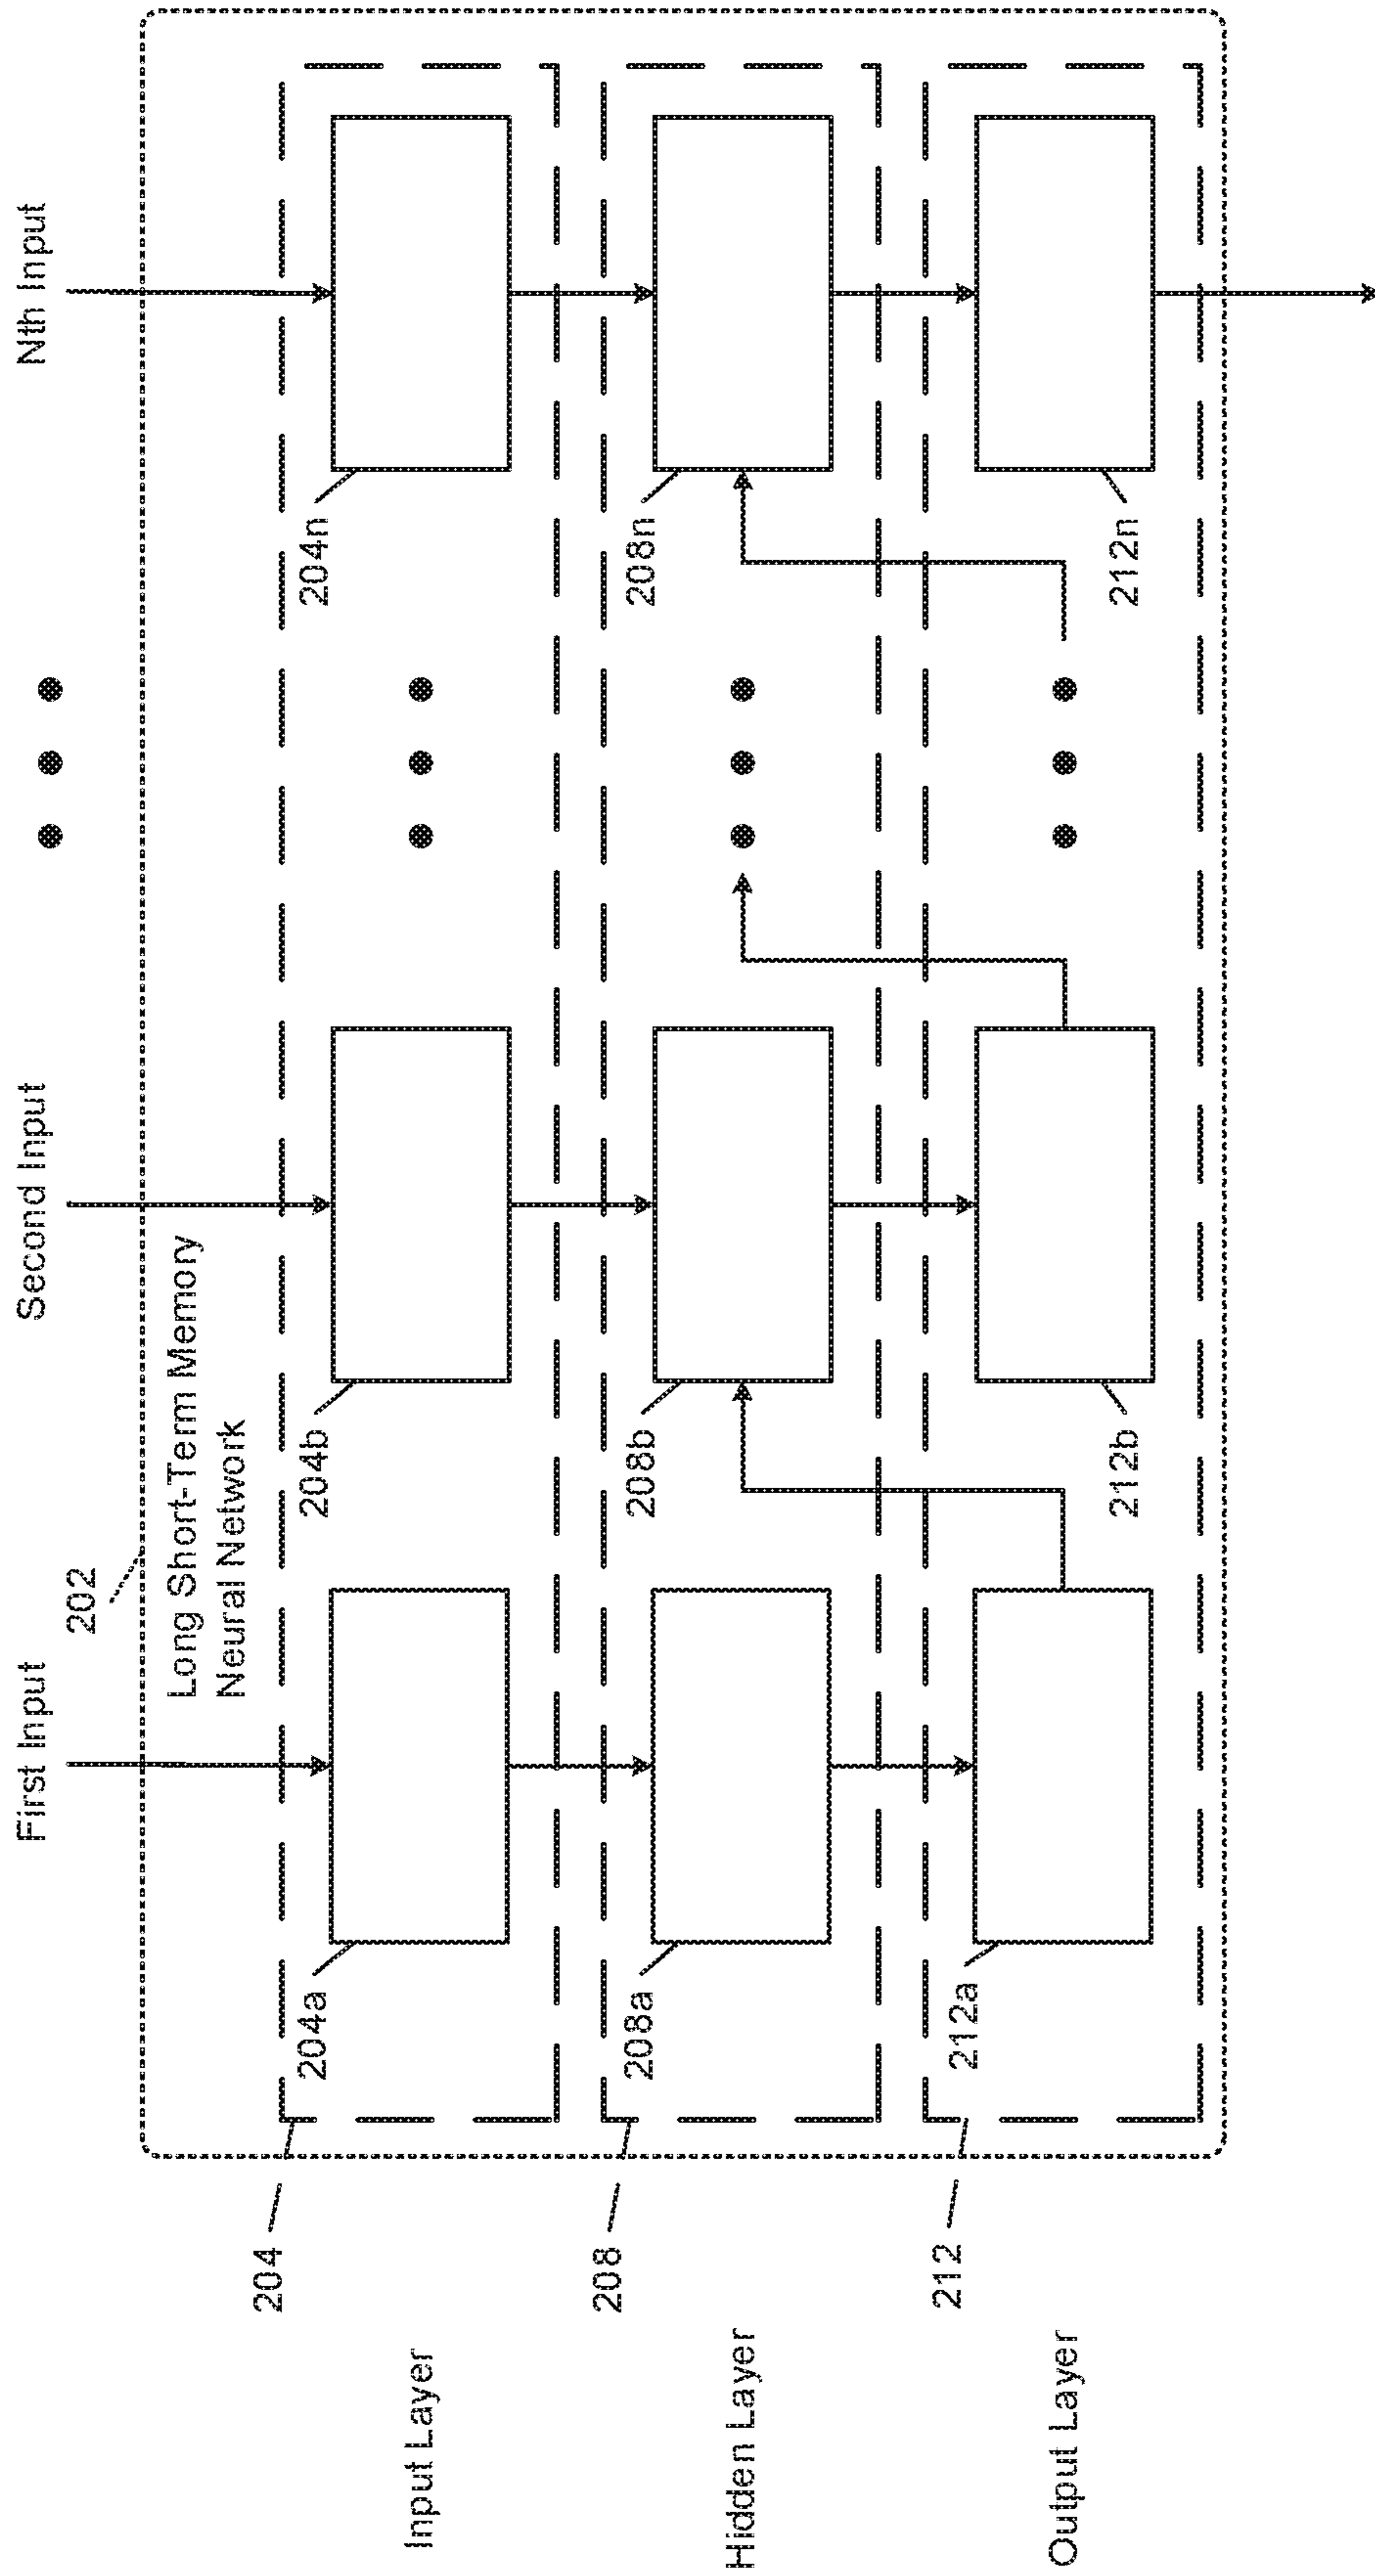 First Input
Second Input
Nth Input
202
Long Short-Term Memory
Neural Network
204
204a
204b
204n
Input Layer
208
208a
208b
208n
Hidden Layer
212
212a
212b
212n
Output Layer